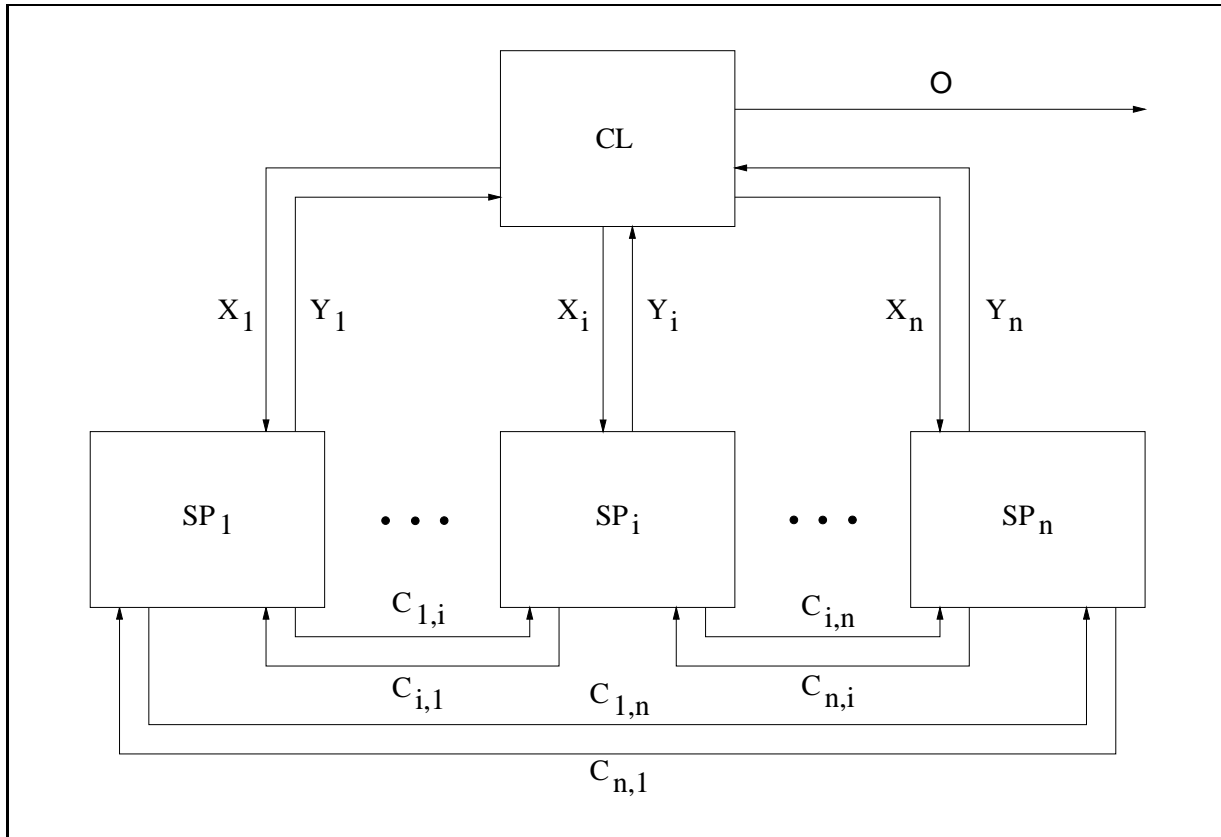 O
CL
X1 Y1 Xi Yi Xn Yn
SP1 SPi SPn
C1,i Ci,n
Ci,1 C1,n Cn,i
Cn,1